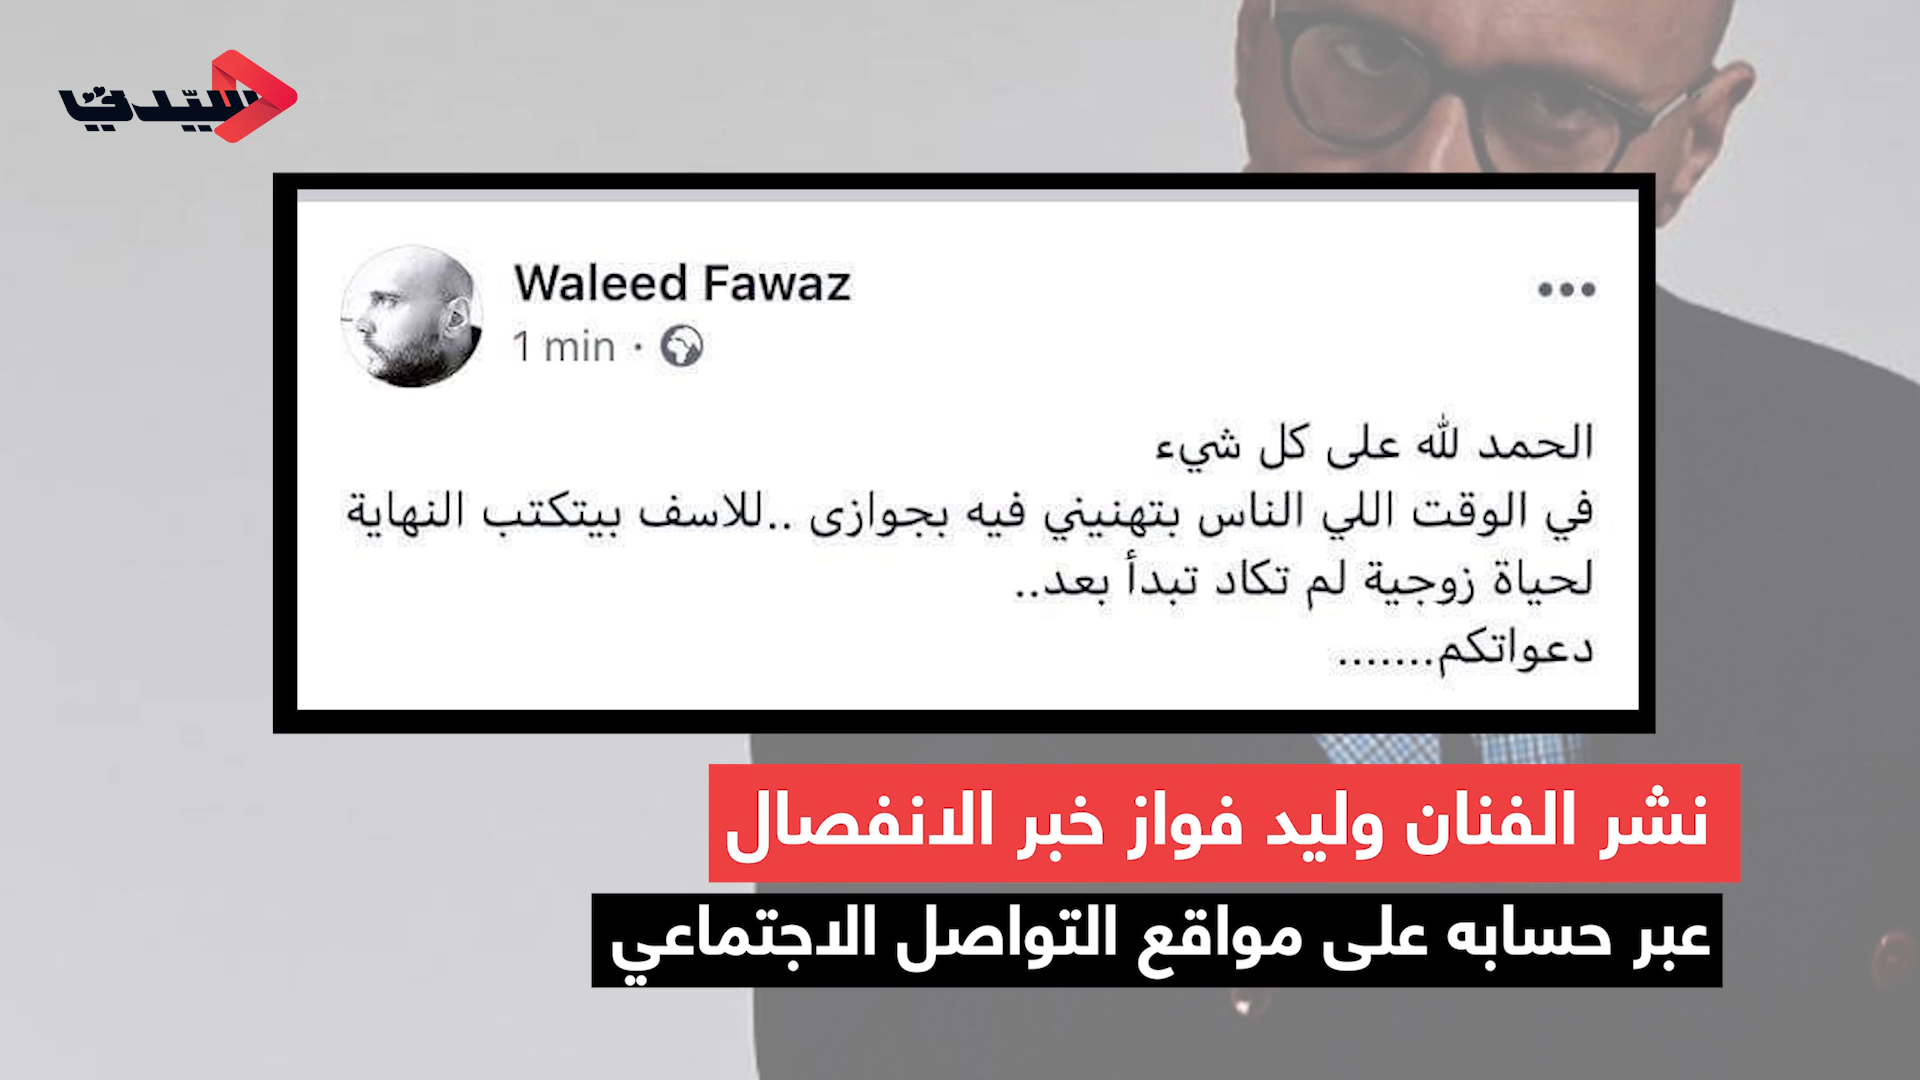 سيّدتي
Waleed Fawaz
1 min ·
الحمد لله على كل شيء
في الوقت اللي الناس بتهنيني فيه بجوازى ..للاسف بيتكتب النهاية
لحياة زوجية لم تكاد تبدأ بعد..
دعواتكم.......
نشر الفنان وليد فواز خبر الانفصال
عبر حسابه على مواقع التواصل الاجتماعي